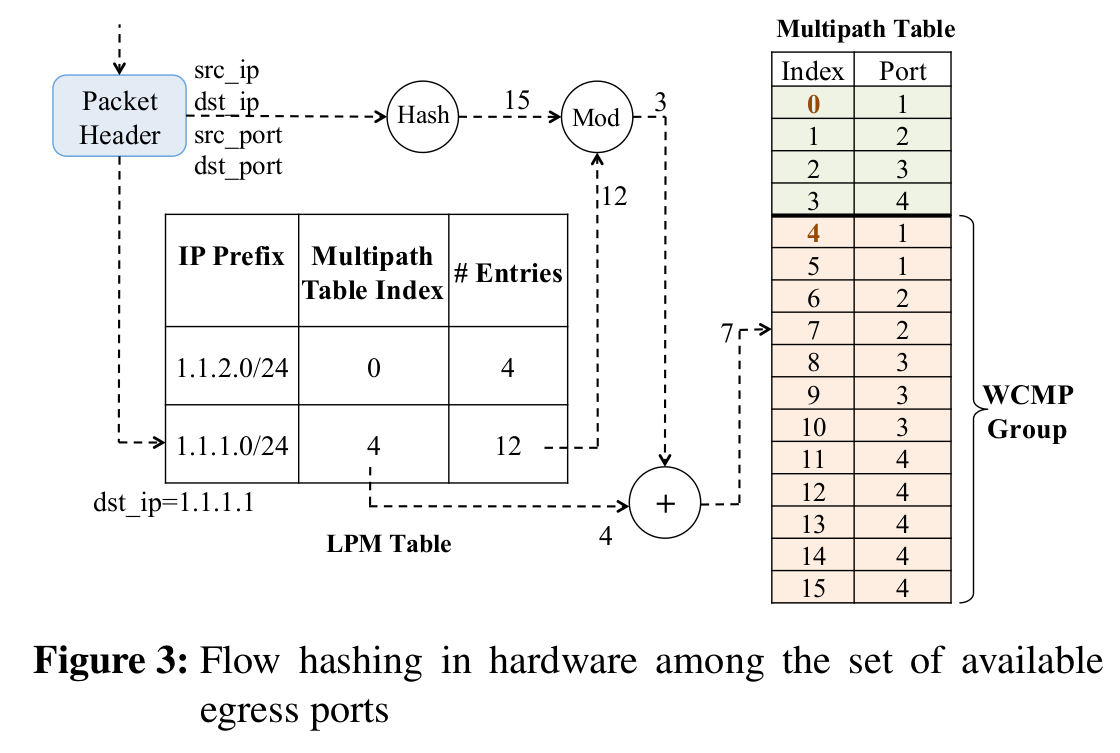 Multipath Table
Index Port
0 1
1 2
2 3
3 4
4 1
5 1
6 2
7 2
8 3
9 3
10 3
11 4
12 4
13 4
14 4
15 4
WCMP
Group
Packet
Header
src_ip
dst_ip
src_port
dst_port
Hash
15
Mod
3
12
IP Prefix
Multipath
Table Index
# Entries
1.1.2.0/24 0 4
1.1.1.0/24 4 12
dst_ip=1.1.1.1
LPM Table
4
+
7
Figure 3: Flow hashing in hardware among the set of available
egress ports